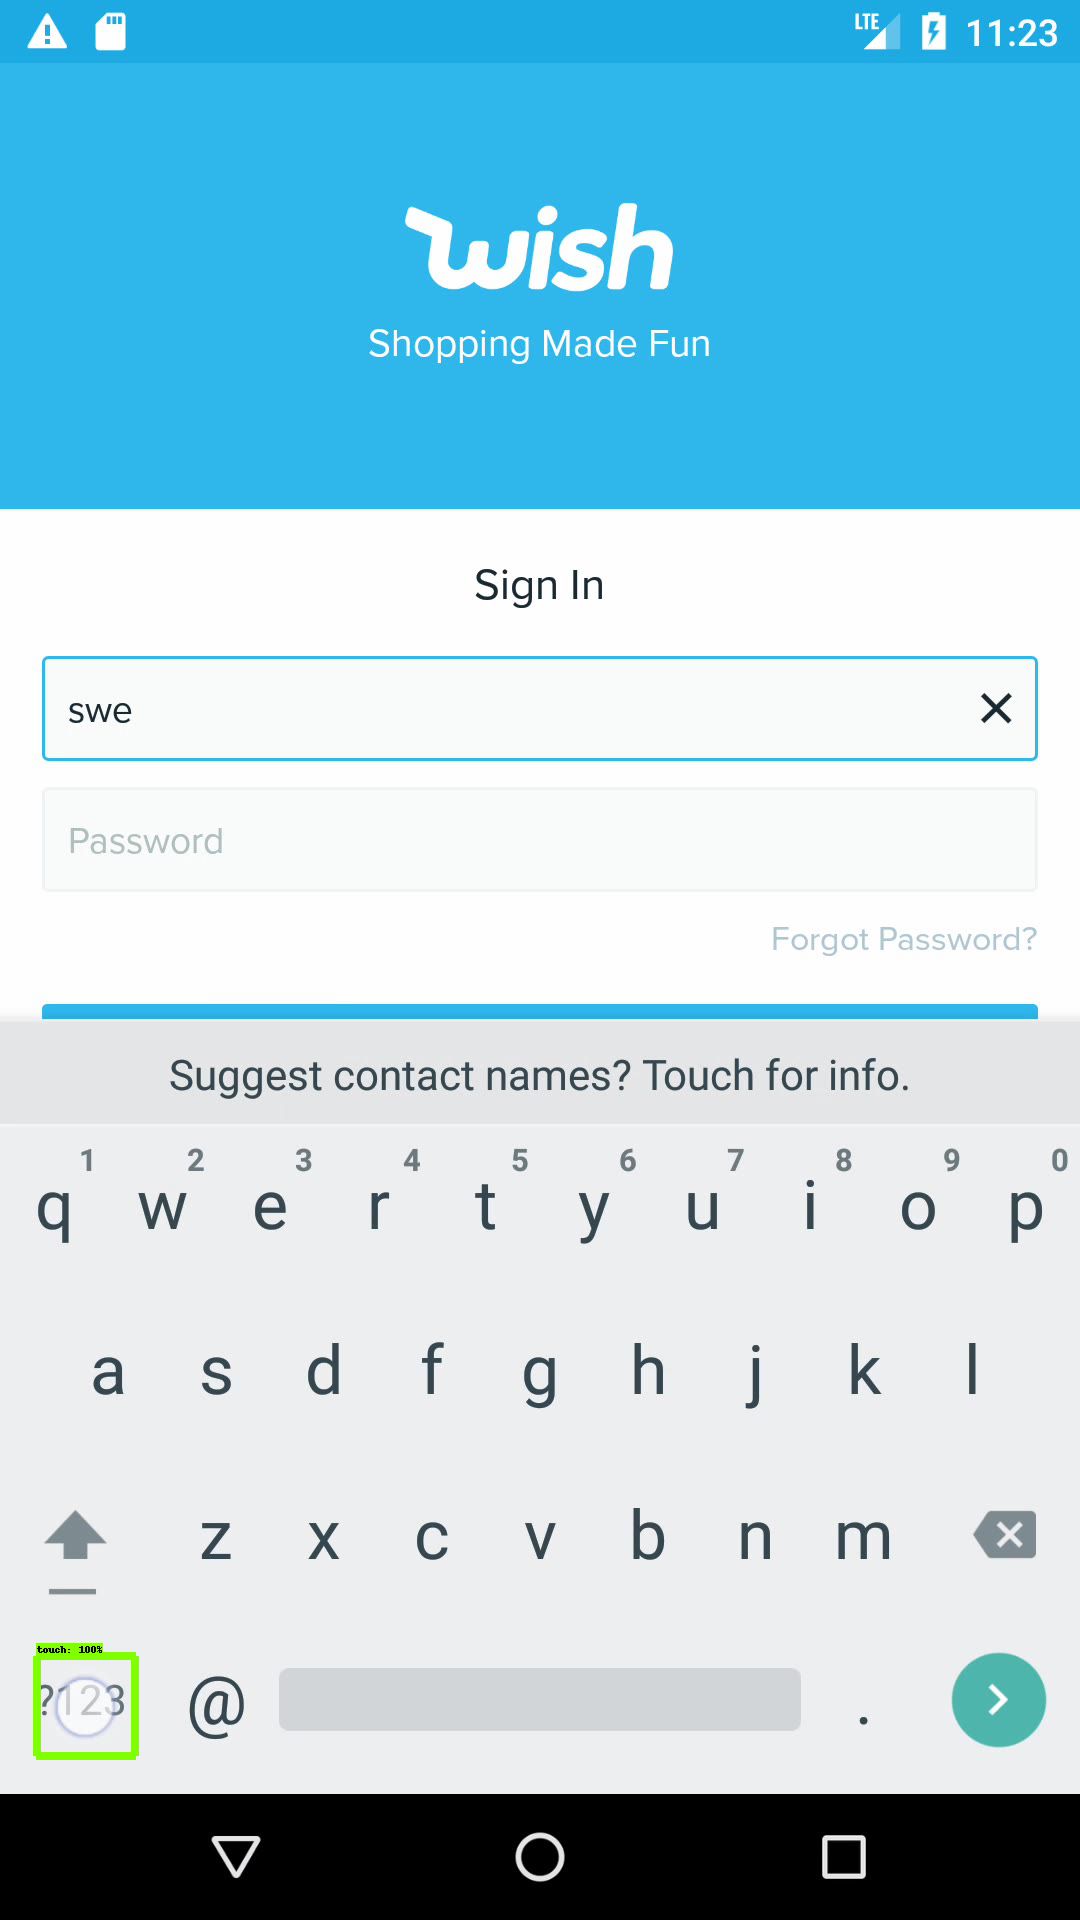 LTE 11:23
wish
Shopping Made Fun
Sign In
swe
Password
Forgot Password?
Suggest contact names? Touch for info.
1 2 3 4 5 6 7 8 9 0
q w e r t y u i o p
a s d f g h j k l
z x c v b n m
touch: 100%
?123 @ .